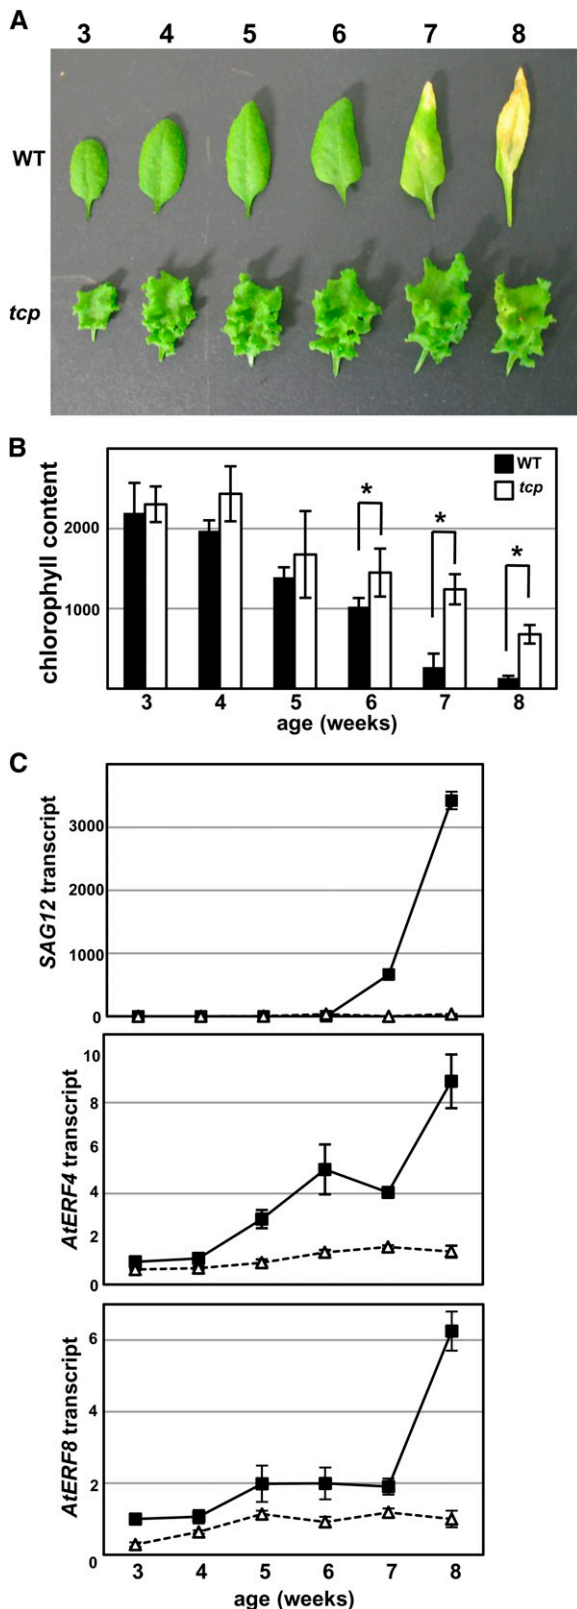 A
3 4 5 6 7 8
WT
tcp
B
chlorophyll content
2000
1000
WT
tcp
*
*
*
3 4 5 6 7 8
age (weeks)
C
SAG12 transcript
3000
2000
1000
0
AtERF4 transcript
10
8
6
4
2
0
AtERF8 transcript
6
4
2
0
3 4 5 6 7 8
age (weeks)